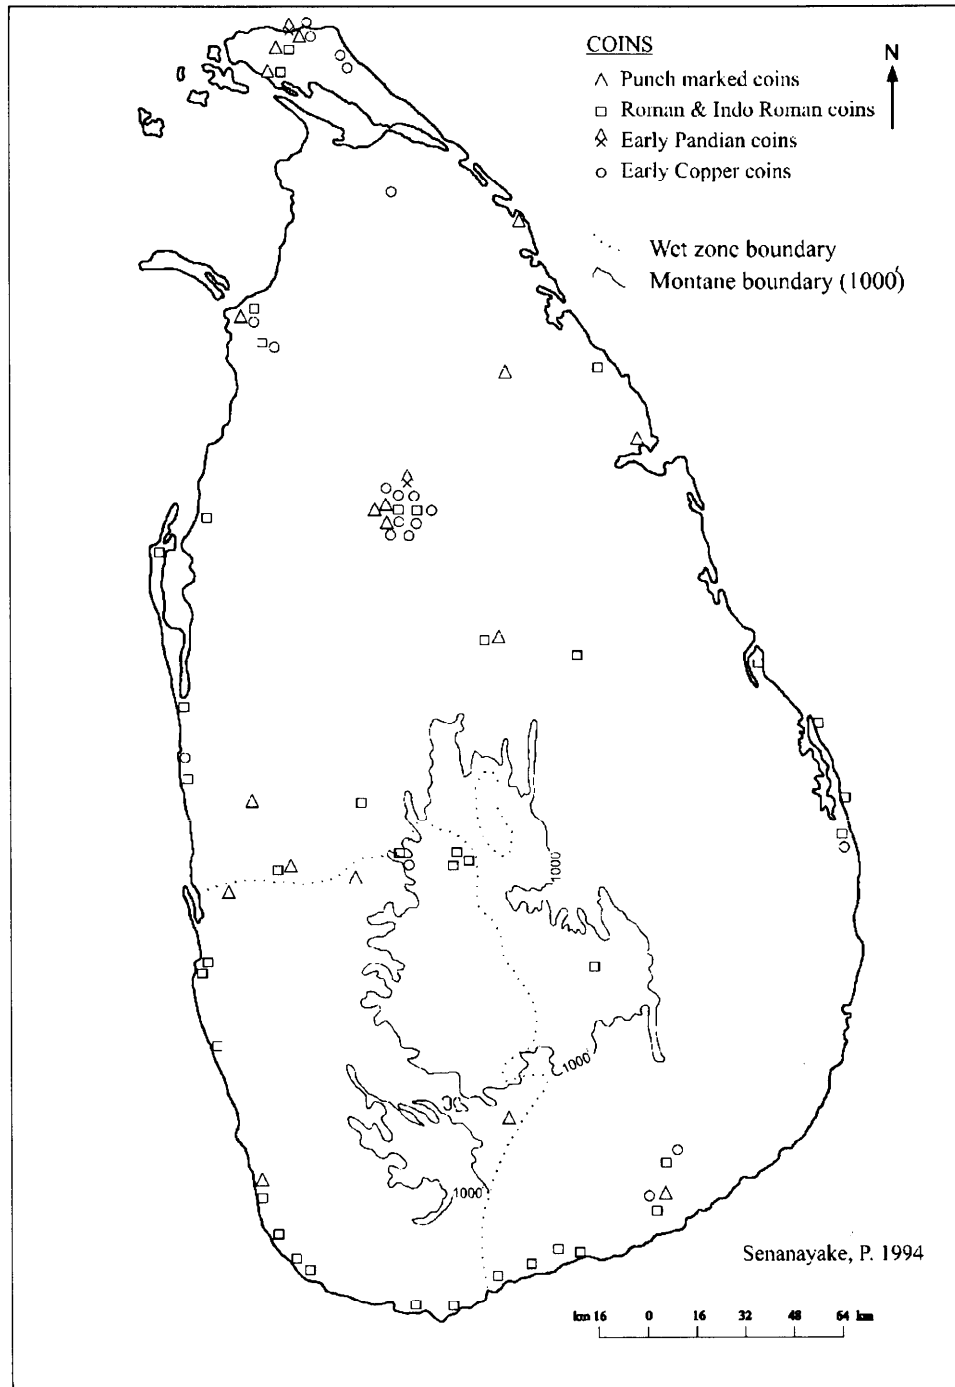 COINS
N
Punch marked coins
Roman & Indo Roman coins
Early Pandian coins
Early Copper coins
Wet zone boundary
Montane boundary (1000')
1000
1000
1000
Senanayake, P. 1994
km 16 0 16 32 48 64 km